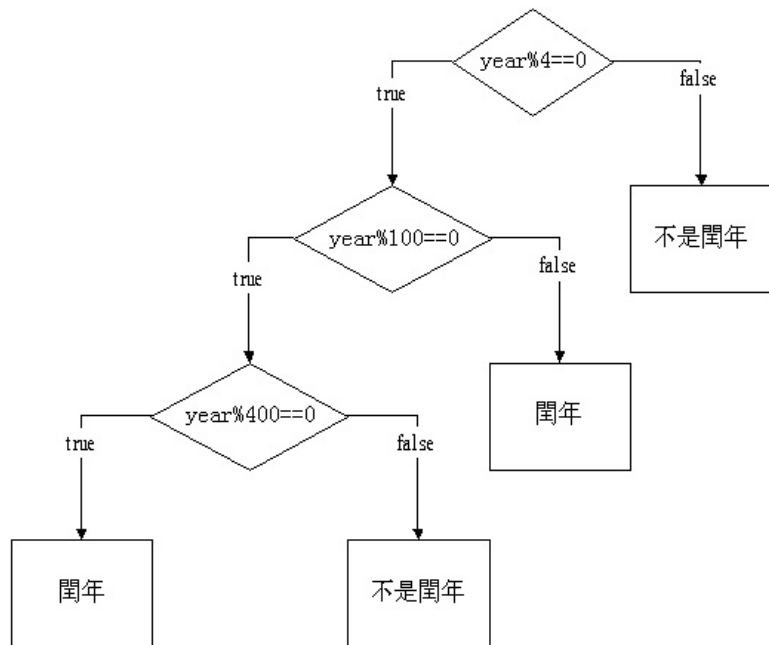 year%4==0
true
false
year%100==0
不是閏年
true
false
year%400==0
閏年
true
false
閏年
不是閏年